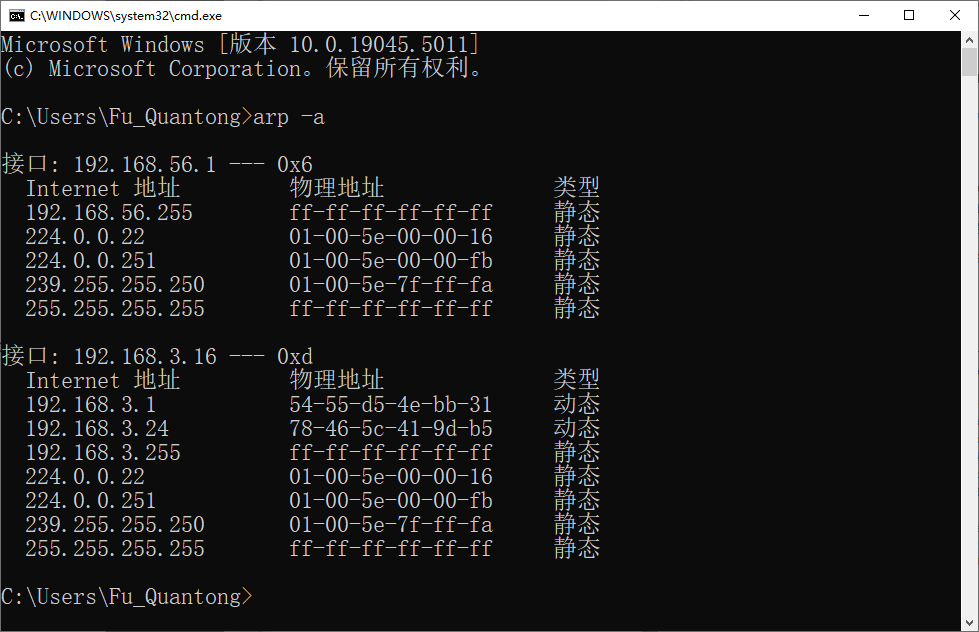 C:\WINDOWS\system32\cmd.exe
Microsoft Windows [版本 10.0.19045.5011]
(c) Microsoft Corporation。保留所有权利。
C:\Users\Fu_Quantong>arp -a
接口: 192.168.56.1 --- 0x6
  Internet 地址         物理地址              类型
  192.168.56.255        ff-ff-ff-ff-ff-ff     静态
  224.0.0.22            01-00-5e-00-00-16     静态
  224.0.0.251           01-00-5e-00-00-fb     静态
  239.255.255.250       01-00-5e-7f-ff-fa     静态
  255.255.255.255       ff-ff-ff-ff-ff-ff     静态
接口: 192.168.3.16 --- 0xd
  Internet 地址         物理地址              类型
  192.168.3.1           54-55-d5-4e-bb-31     动态
  192.168.3.24          78-46-5c-41-9d-b5     动态
  192.168.3.255         ff-ff-ff-ff-ff-ff     静态
  224.0.0.22            01-00-5e-00-00-16     静态
  224.0.0.251           01-00-5e-00-00-fb     静态
  239.255.255.250       01-00-5e-7f-ff-fa     静态
  255.255.255.255       ff-ff-ff-ff-ff-ff     静态
C:\Users\Fu_Quantong>